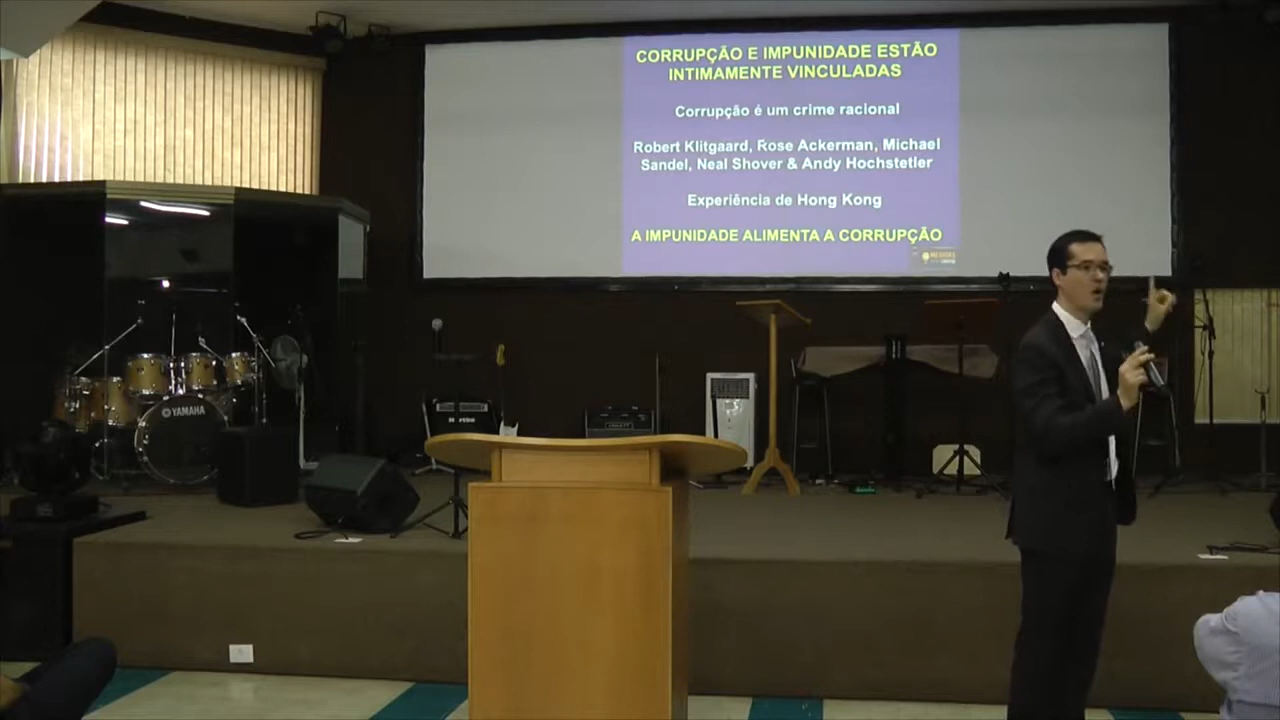 CORRUPÇÃO E IMPUNIDADE ESTÃO
INTIMAMENTE VINCULADAS
Corrupção é um crime racional
Robert Klitgaard, Rose Ackerman, Michael
Sandel, Neal Shover & Andy Hochstetler
Experiência de Hong Kong
A IMPUNIDADE ALIMENTA A CORRUPÇÃO
YAMAHA